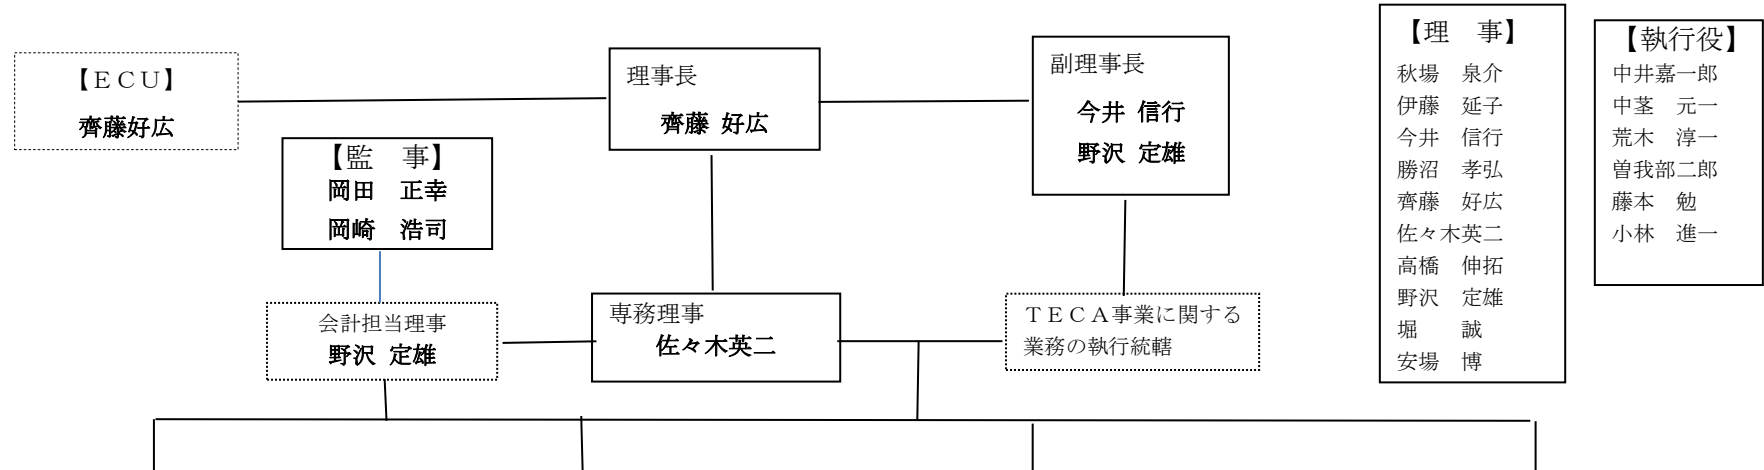 【ＥＣＵ】
齊藤好広
【監　事】
岡田　正幸
岡崎　浩司
理事長
齊藤 好広
副理事長
今井 信行
野沢 定雄
会計担当理事
野沢 定雄
専務理事
佐々木英二
ＴＥＣＡ事業に関する
業務の執行統轄
【理　事】
秋場　泉介
伊藤　延子
今井　信行
勝沼　孝弘
齊藤　好広
佐々木英二
高橋　伸拓
野沢　定雄
堀　　誠
安場　博
【執行役】
中井嘉一郎
中茎　元一
荒木　淳一
曽我部二郎
藤本　勉
小林　進一